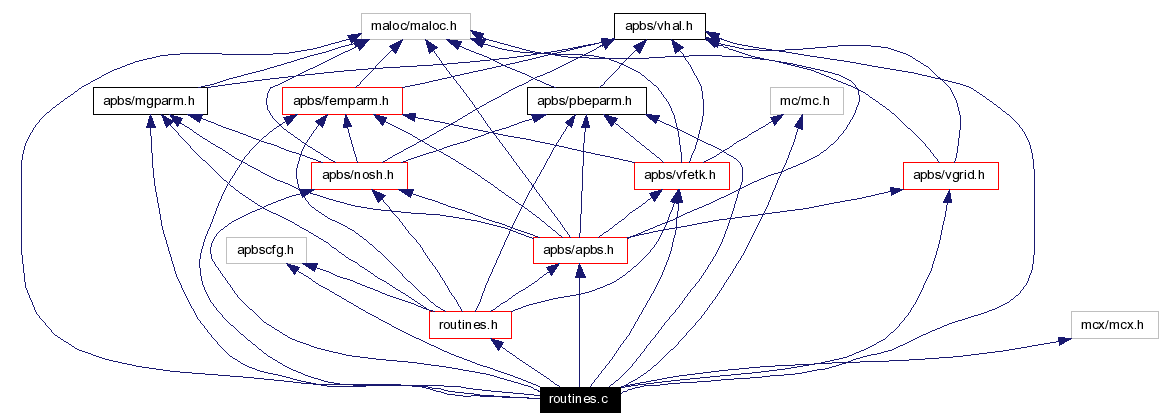 maloc/maloc.h
apbs/vhal.h
apbs/mgparm.h
apbs/femparm.h
apbs/pbeparm.h
mc/mc.h
apbs/nosh.h
apbs/vfetk.h
apbs/vgrid.h
apbscfg.h
apbs/apbs.h
routines.h
mcx/mcx.h
routines.c